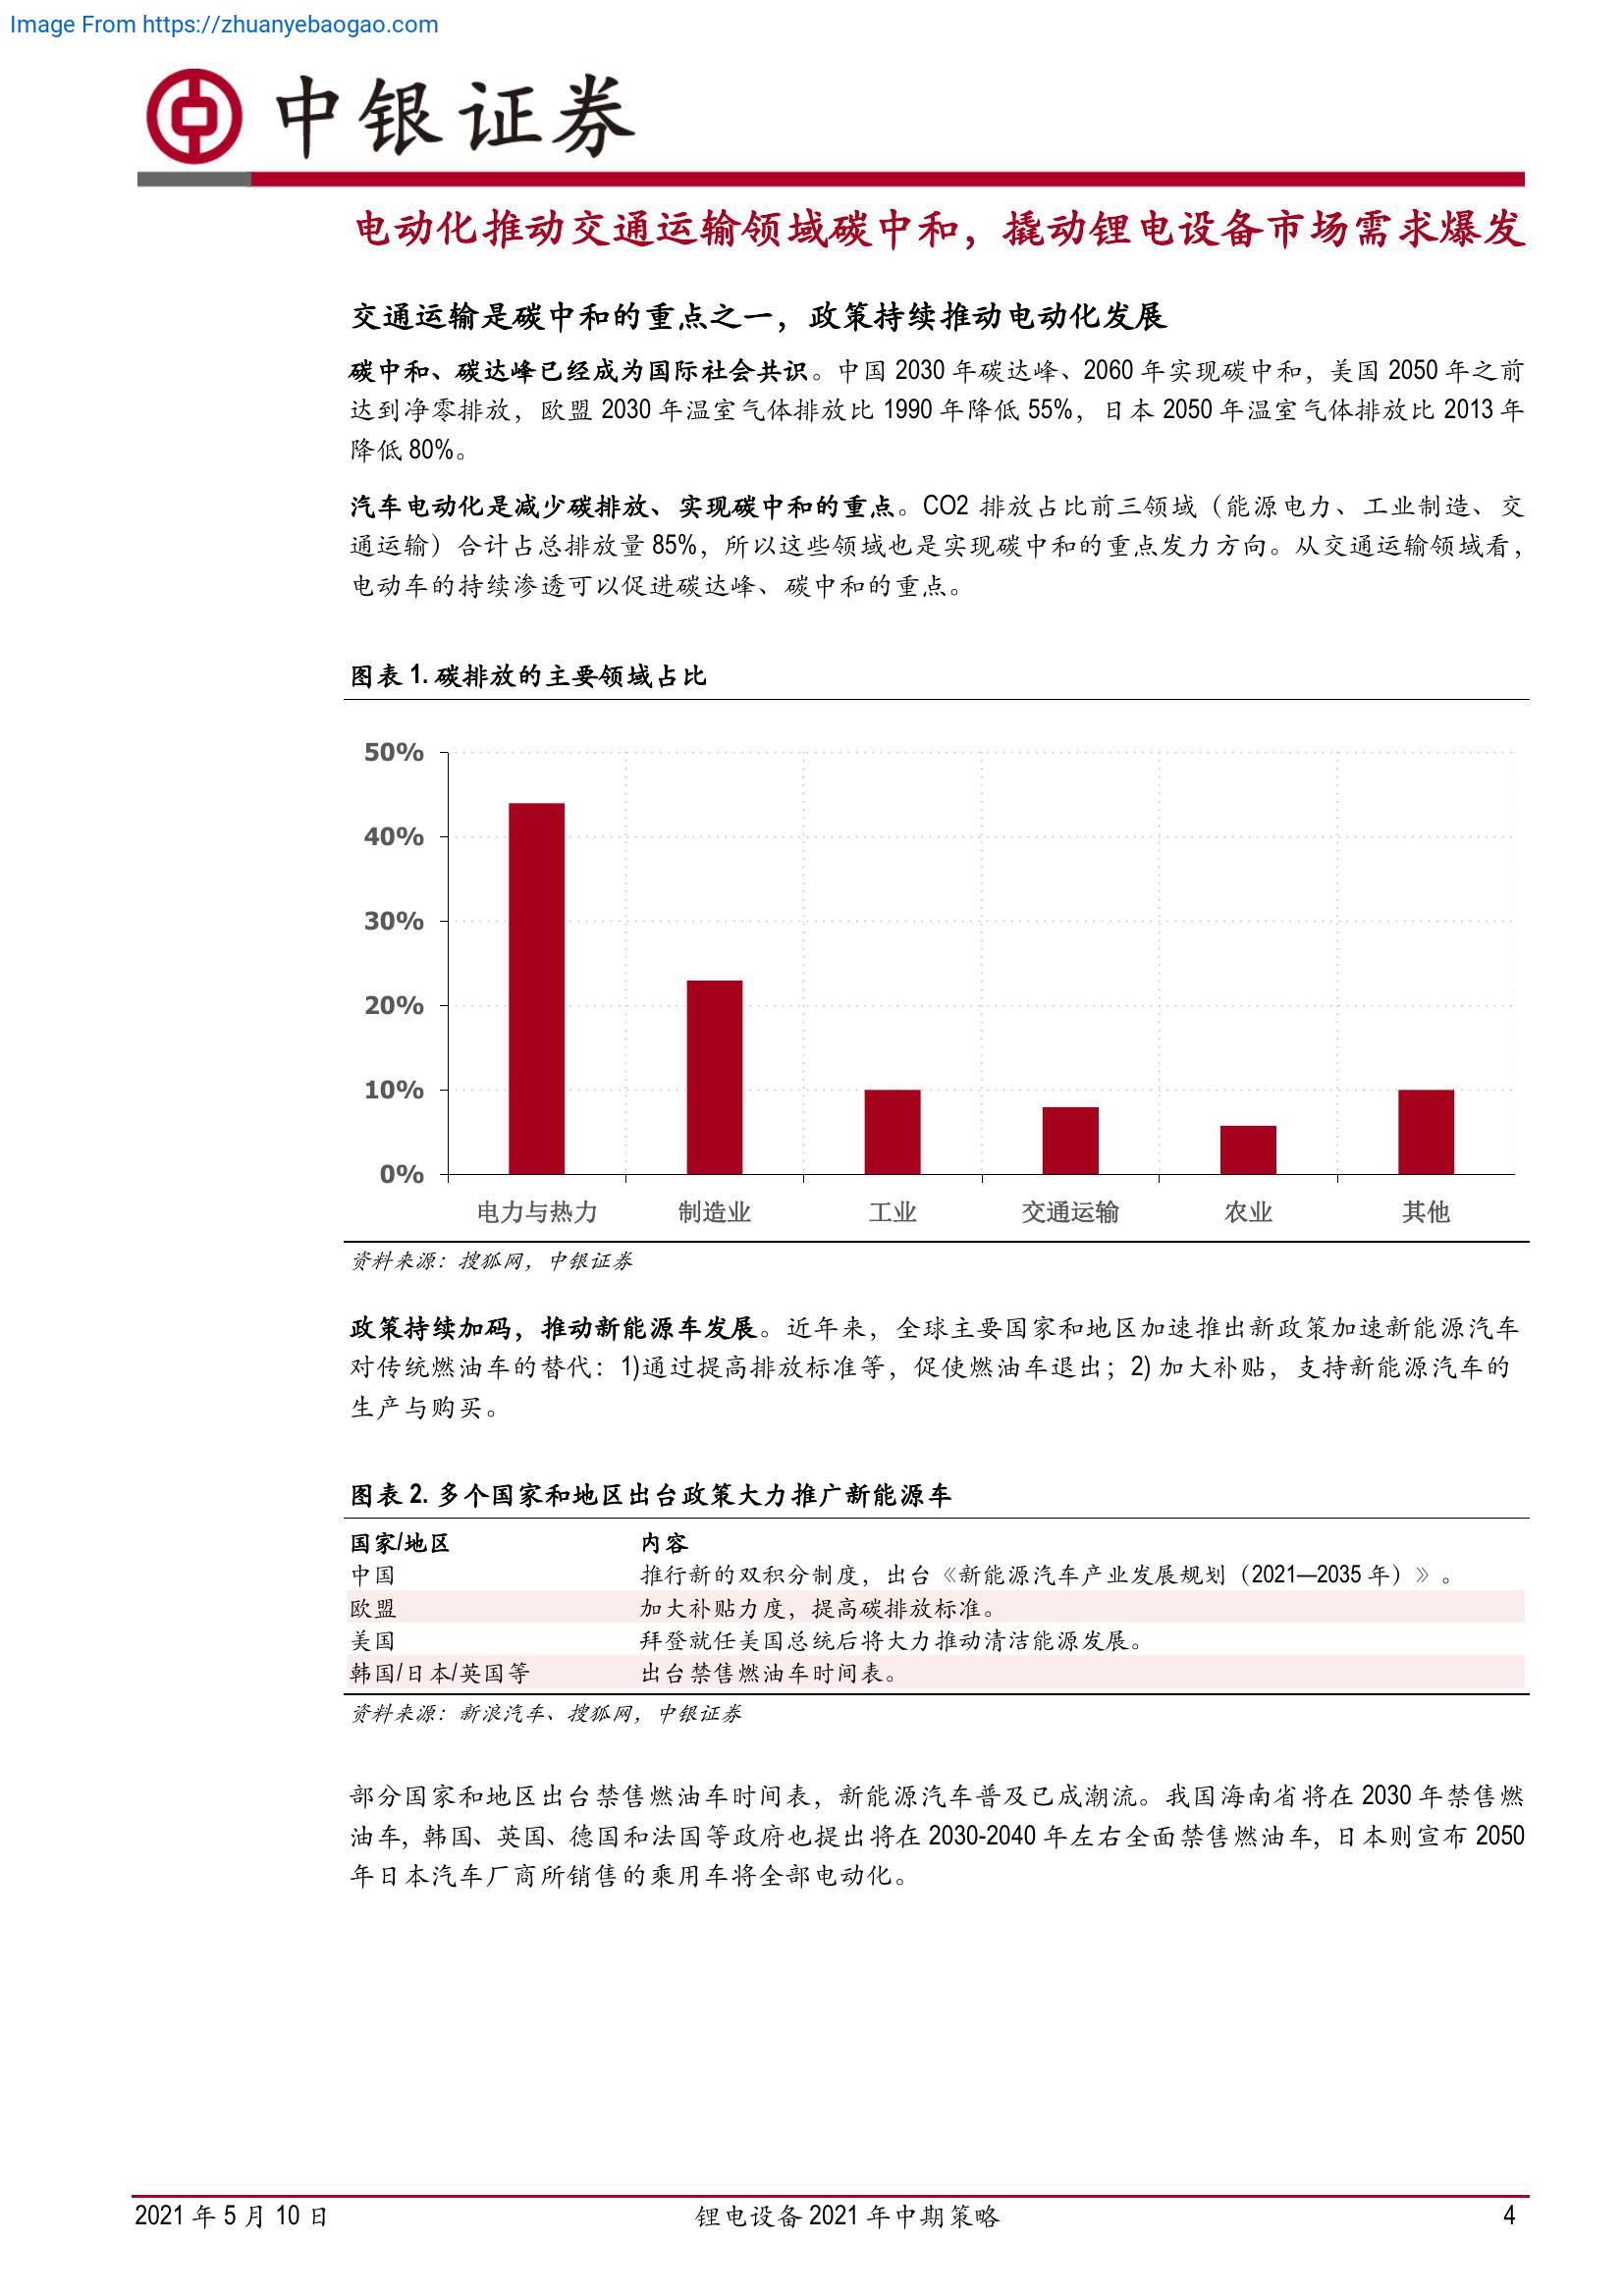 Image From https://zhuanyebaogao.com
中银证券
电动化推动交通运输领域碳中和，撬动锂电设备市场需求爆发
交通运输是碳中和的重点之一，政策持续推动电动化发展
碳中和、碳达峰已经成为国际社会共识。中国 2030 年碳达峰、2060 年实现碳中和，美国 2050 年之前
达到净零排放，欧盟 2030 年温室气体排放比 1990 年降低 55%，日本 2050 年温室气体排放比 2013 年
降低 80%。
汽车电动化是减少碳排放、实现碳中和的重点。CO2 排放占比前三领域（能源电力、工业制造、交
通运输）合计占总排放量 85%，所以这些领域也是实现碳中和的重点发力方向。从交通运输领域看，
电动车的持续渗透可以促进碳达峰、碳中和的重点。
图表 1. 碳排放的主要领域占比
50%
40%
30%
20%
10%
0%
电力与热力 制造业 工业 交通运输 农业 其他
资料来源：搜狐网，中银证券
政策持续加码，推动新能源车发展。近年来，全球主要国家和地区加速推出新政策加速新能源汽车
对传统燃油车的替代：1)通过提高排放标准等，促使燃油车退出；2) 加大补贴，支持新能源汽车的
生产与购买。
图表 2. 多个国家和地区出台政策大力推广新能源车
国家/地区 内容
中国 推行新的双积分制度，出台《新能源汽车产业发展规划（2021—2035 年）》。
欧盟 加大补贴力度，提高碳排放标准。
美国 拜登就任美国总统后将大力推动清洁能源发展。
韩国/日本/英国等 出台禁售燃油车时间表。
资料来源：新浪汽车、搜狐网，中银证券
部分国家和地区出台禁售燃油车时间表，新能源汽车普及已成潮流。我国海南省将在 2030 年禁售燃
油车, 韩国、英国、德国和法国等政府也提出将在 2030-2040 年左右全面禁售燃油车, 日本则宣布 2050
年日本汽车厂商所销售的乘用车将全部电动化。
2021 年 5 月 10 日 锂电设备 2021 年中期策略 4